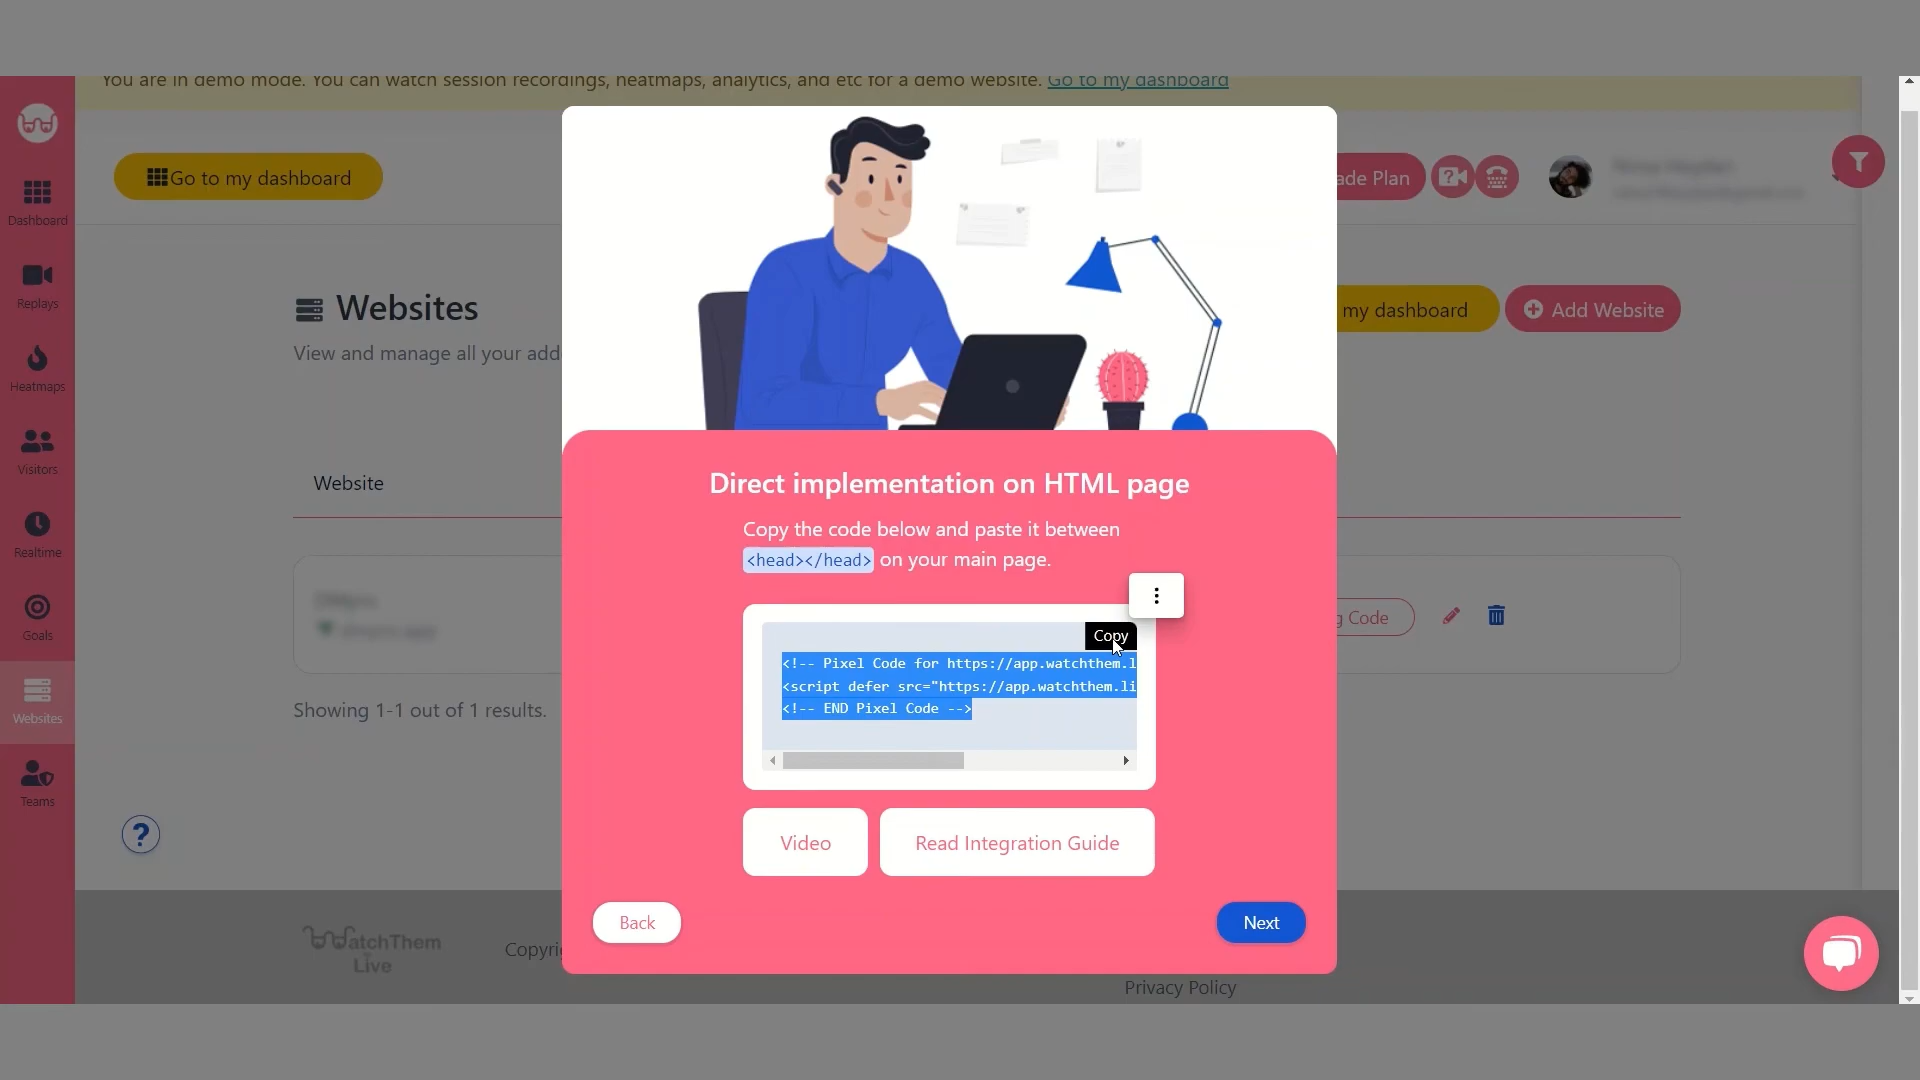 You are in demo mode. You can watch session recordings, heatmaps, analytics, and etc for a demo website. Go to my dashboard
Go to my dashboard
ade Plan
Dashboard
Replays
Heatmaps
Visitors
Realtime
Goals
Websites
Teams
Websites
my dashboard
Add Website
View and manage all your add
Website
g Code
Showing 1-1 out of 1 results.
Direct implementation on HTML page
Copy the code below and paste it between
<head></head> on your main page.
Copy
<!-- Pixel Code for https://app.watchthem.l
<script defer src="https://app.watchthem.li
<!-- END Pixel Code -->
Video
Read Integration Guide
Back
Next
?
WatchThem
Live
Copyri
Privacy Policy